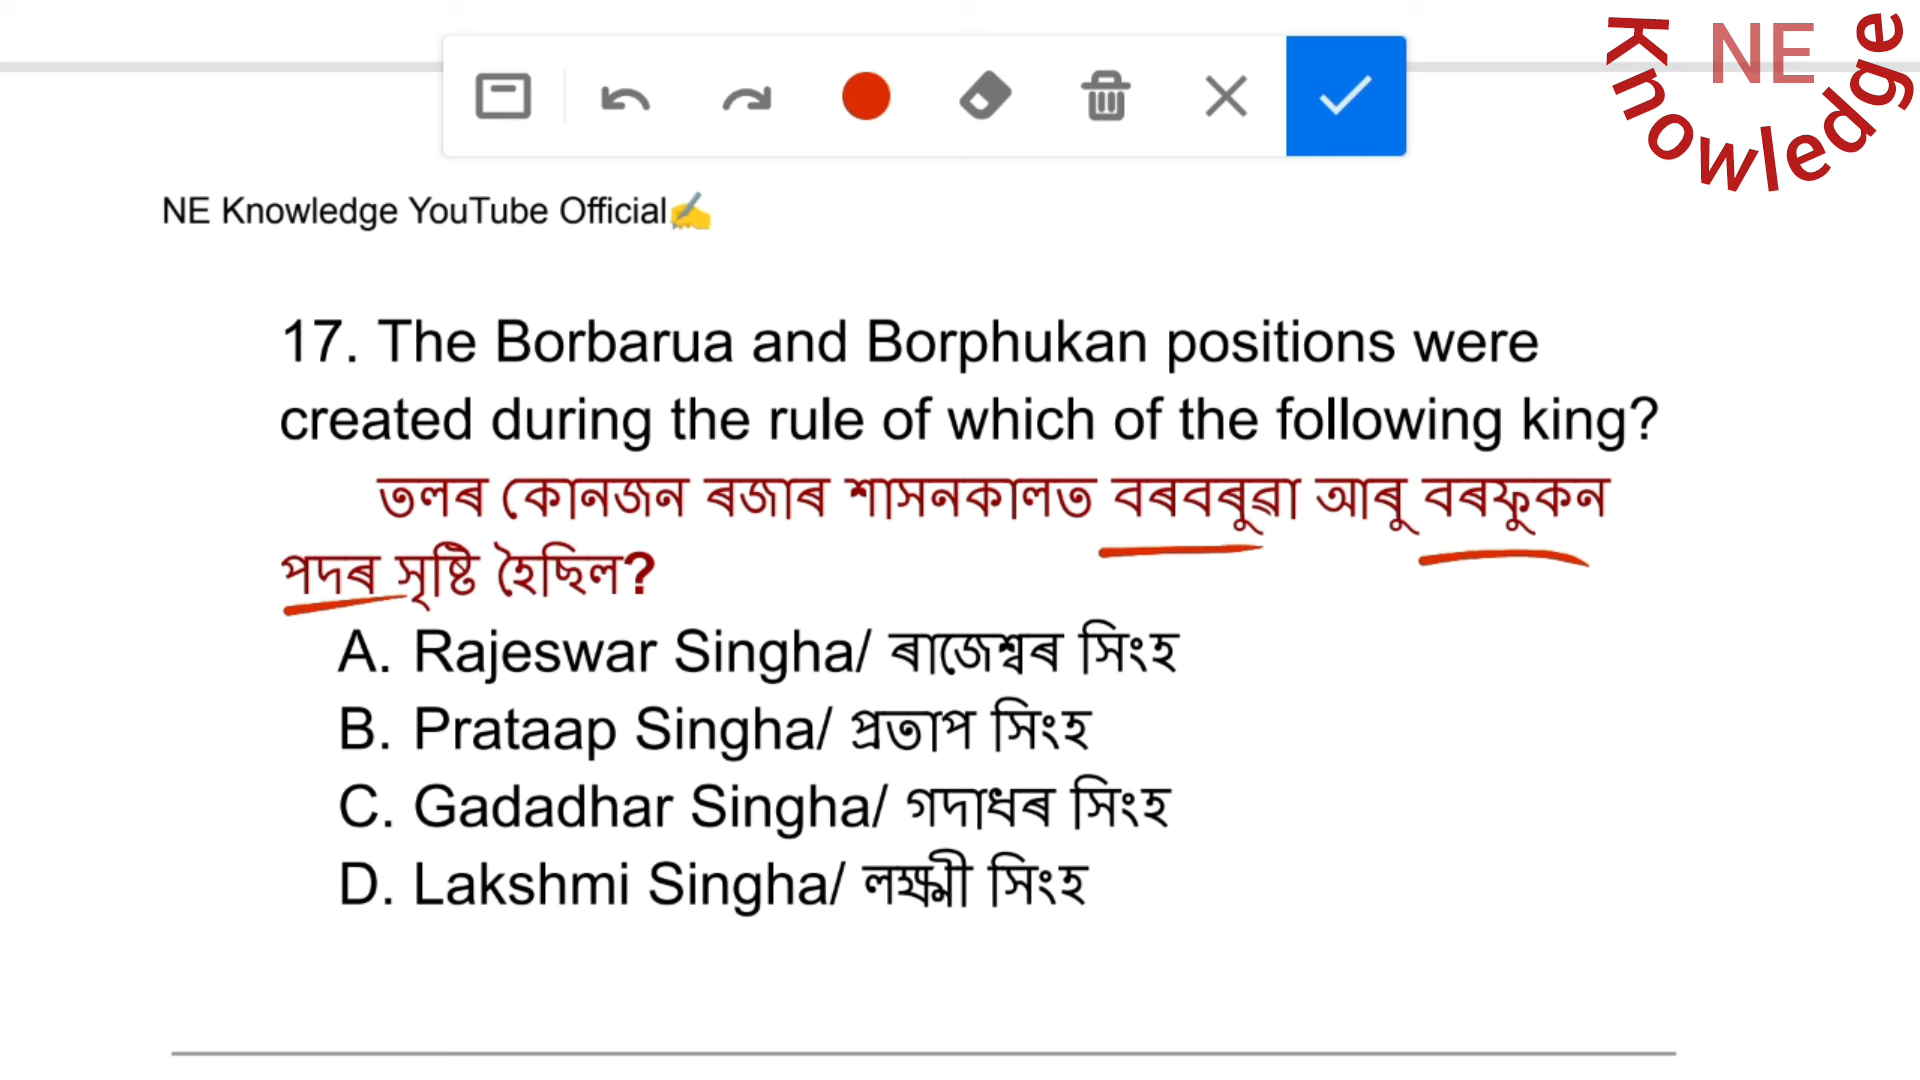 NE
Knowledge
NE Knowledge YouTube Official✍️
17. The Borbarua and Borphukan positions were
created during the rule of which of the following king?
তলৰ কোনজন ৰজাৰ শাসনকালত বৰবৰুৱা আৰু বৰফুকন
পদৰ সৃষ্টি হৈছিল?
A. Rajeswar Singha/ ৰাজেশ্বৰ সিংহ
B. Prataap Singha/ প্ৰতাপ সিংহ
C. Gadadhar Singha/ গদাধৰ সিংহ
D. Lakshmi Singha/ লক্ষ্মী সিংহ